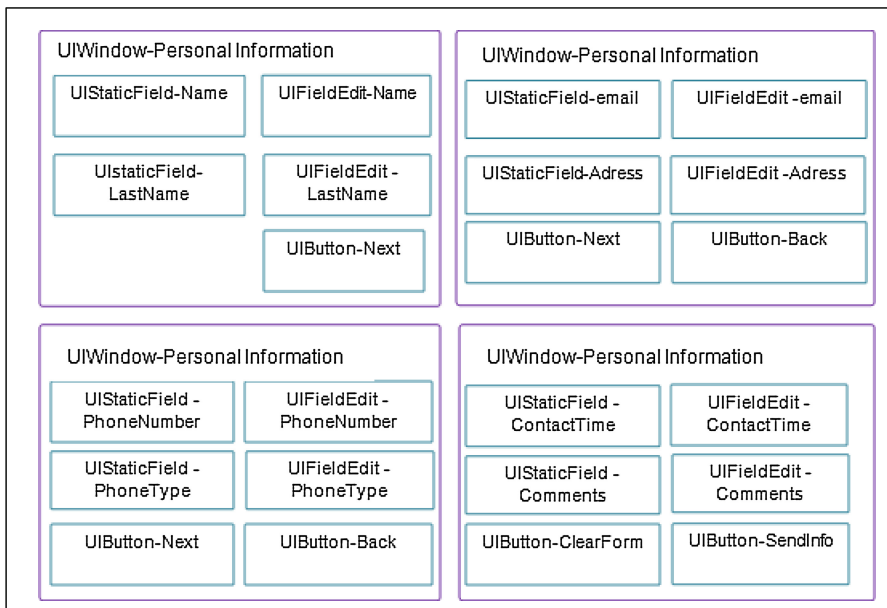 UIWindow-Personal Information
UIStaticField-Name
UIFieldEdit-Name
UIstaticField-
LastName
UIFieldEdit -
LastName
UIButton-Next
UIWindow-Personal Information
UIStaticField-email
UIFieldEdit -email
UIStaticField-Adress
UIFieldEdit -Adress
UIButton-Next
UIButton-Back
UIWindow-Personal Information
UIStaticField -
PhoneNumber
UIFieldEdit -
PhoneNumber
UIStaticField -
PhoneType
UIFieldEdit -
PhoneType
UIButton-Next
UIButton-Back
UIWindow-Personal Information
UIStaticField -
ContactTime
UIFieldEdit -
ContactTime
UIStaticField -
Comments
UIFieldEdit -
Comments
UIButton-ClearForm
UIButton-SendInfo